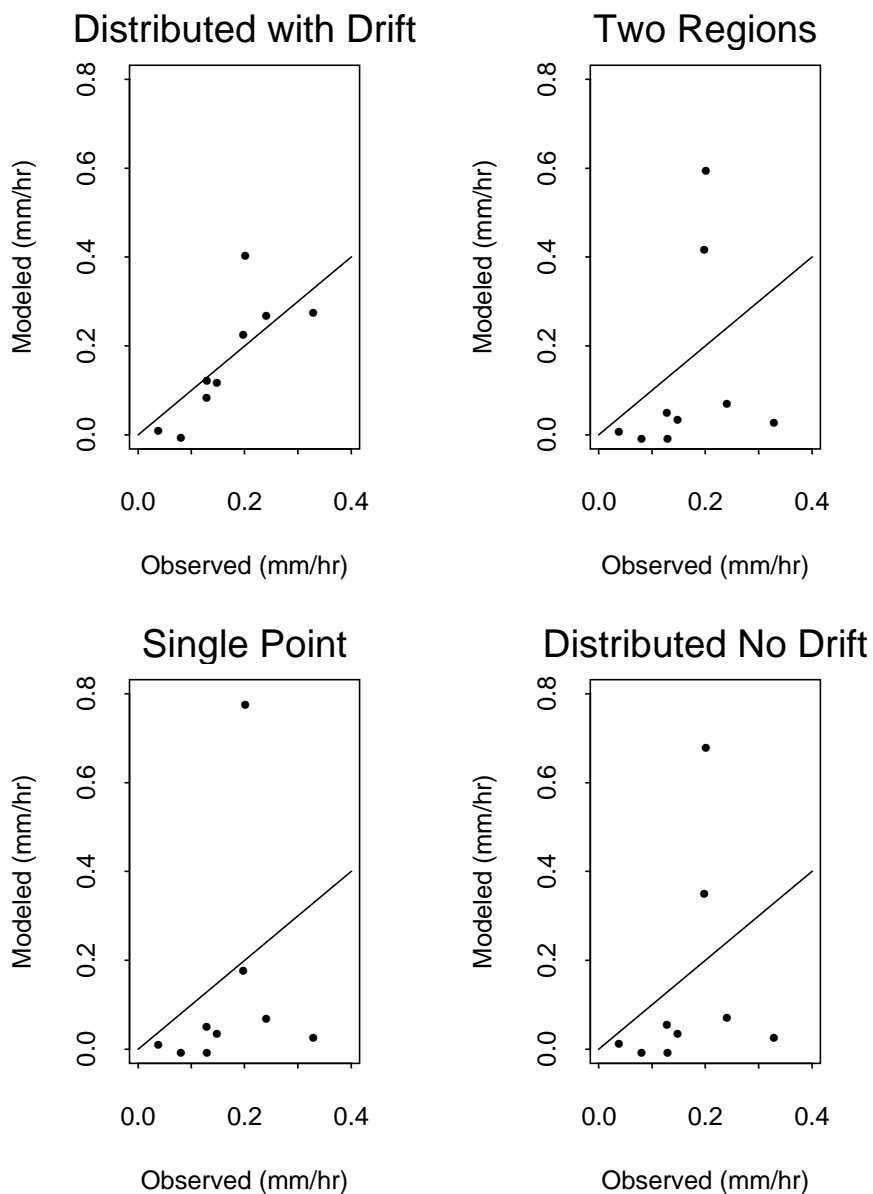 Distributed with Drift
Modeled (mm/hr)
0.0 0.2 0.4 0.6 0.8
0.0 0.2 0.4
Observed (mm/hr)
Two Regions
Modeled (mm/hr)
0.0 0.2 0.4 0.6 0.8
0.0 0.2 0.4
Observed (mm/hr)
Single Point
Modeled (mm/hr)
0.0 0.2 0.4 0.6 0.8
0.0 0.2 0.4
Observed (mm/hr)
Distributed No Drift
Modeled (mm/hr)
0.0 0.2 0.4 0.6 0.8
0.0 0.2 0.4
Observed (mm/hr)